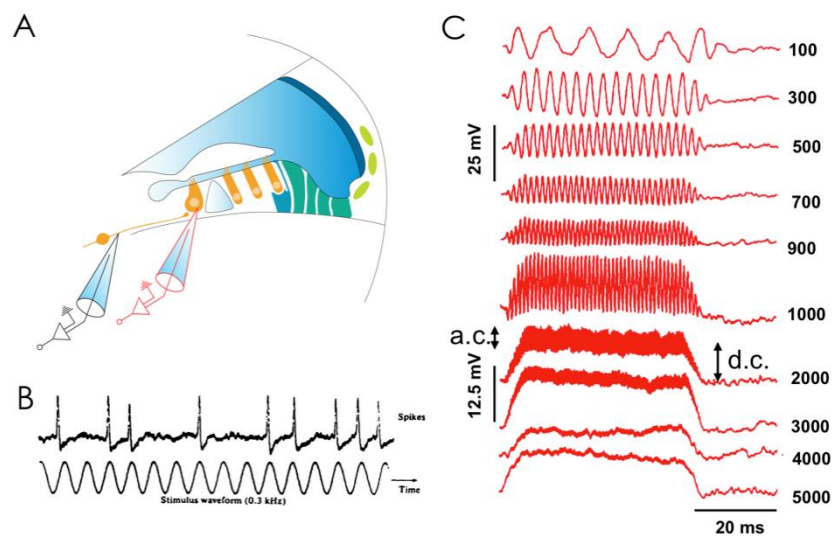 A
B
Spikes
Time
Stimulus waveform (0.3 kHz)
C
100
300
25 mV
500
700
900
1000
a.c.
d.c.
12.5 mV
2000
3000
4000
5000
20 ms